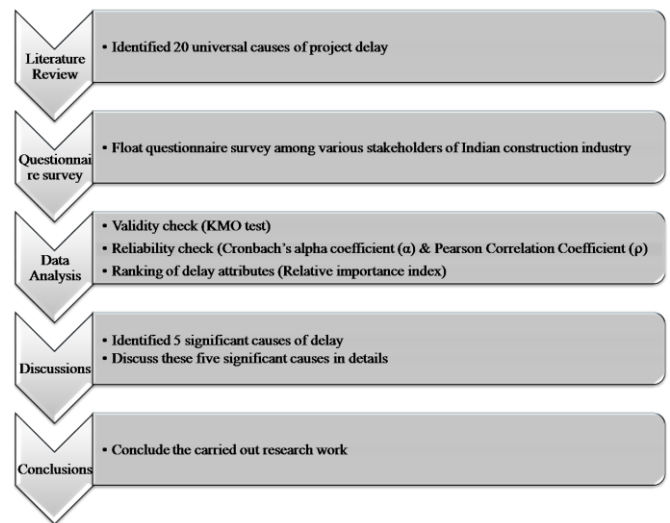 Literature
Review
• Identified 20 universal causes of project delay
Questionnai
re survey
• Float questionnaire survey among various stakeholders of Indian construction industry
Data
Analysis
• Validity check (KMO test)
• Reliability check (Cronbach's alpha coefficient (α) & Pearson Correlation Coefficient (ρ)
• Ranking of delay attributes (Relative importance index)
Discussions
• Identified 5 significant causes of delay
• Discuss these five significant causes in details
Conclusions
• Conclude the carried out research work